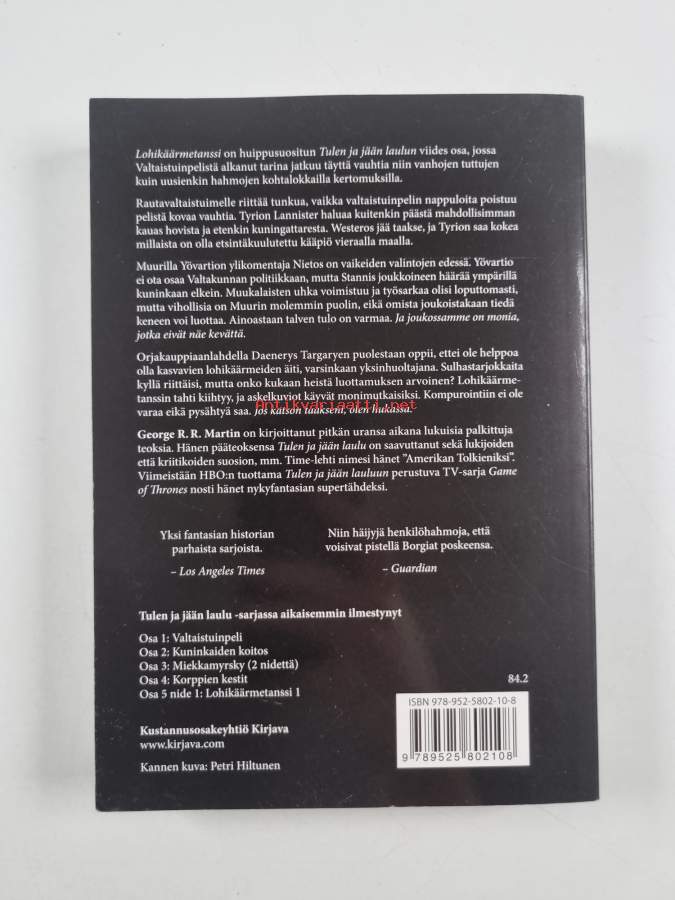 Lohikäärmetanssi on huippusuositun Tulen ja jään laulun viides osa, jossa
Valtaistuinpelistä alkanut tarina jatkuu täyttä vauhtia niin vanhojen tuttujen
kuin uusienkin hahmojen kohtalokkailla kertomuksilla.
Rautavaltaistuimelle riittää tunkua, vaikka valtaistuinpelin nappuloita poistuu
pelistä kovaa vauhtia. Tyrion Lannister haluaa kuitenkin päästä mahdollisimman
kauas hovista ja etenkin kuningattaresta. Westeros jää taakse, ja Tyrion saa kokea
millaista on olla etsintäkuulutettu kääpiö vieraalla maalla.
Muurilla Yövartion ylikomentaja Nietos on vaikeiden valintojen edessä. Yövartio
ei ota osaa Valtakunnan politiikkaan, mutta Stannis joukkoineen häärää ympärillä
kuninkaan elkein. Muukalaisten uhka voimistuu ja työsarkaa olisi loputtomasti,
mutta vihollisia on Muurin molemmin puolin, eikä omista joukoistakaan tiedä
keneen voi luottaa. Ainoastaan talven tulo on varmaa. Ja joukossamme on monia,
jotka eivät näe kevättä.
Orjakauppiaanlahdella Daenerys Targaryen puolestaan oppii, ettei ole helppoa
olla kasvavien lohikäärmeiden äiti, varsinkaan yksinhuoltajana. Sulhastarjokkaita
kyllä riittäisi, mutta onko kukaan heistä luottamuksen arvoinen? Lohikäärme-
tanssin tahti kiihtyy, ja askelkuviot käyvät monimutkaisiksi. Kompurointiin ei ole
varaa eikä pysähtyä saa. Jos katson taakseni, olen hukassa.
Antikvariaatti.net
George R. R. Martin on kirjoittanut pitkän uransa aikana lukuisia palkittuja
teoksia. Hänen pääteoksensa Tulen ja jään laulu on saavuttanut sekä lukijoiden
että kriitikoiden suosion, mm. Time-lehti nimesi hänet ”Amerikan Tolkieniksi”.
Viimeistään HBO:n tuottama Tulen ja jään lauluun perustuva TV-sarja Game
of Thrones nosti hänet nykyfantasian supertähdeksi.
Yksi fantasian historian
parhaista sarjoista.
– Los Angeles Times
Niin häijyjä henkilöhahmoja, että
voisivat pistellä Borgiat poskeensa.
– Guardian
Tulen ja jään laulu -sarjassa aikaisemmin ilmestynyt
Osa 1: Valtaistuinpeli
Osa 2: Kuninkaiden koitos
Osa 3: Miekkamyrsky (2 nidettä)
Osa 4: Korppien kestit
Osa 5 nide 1: Lohikäärmetanssi 1
84.2
ISBN 978-952-5802-10-8
9 789525 802108
Kustannusosakeyhtiö Kirjava
www.kirjava.com
Kannen kuva: Petri Hiltunen